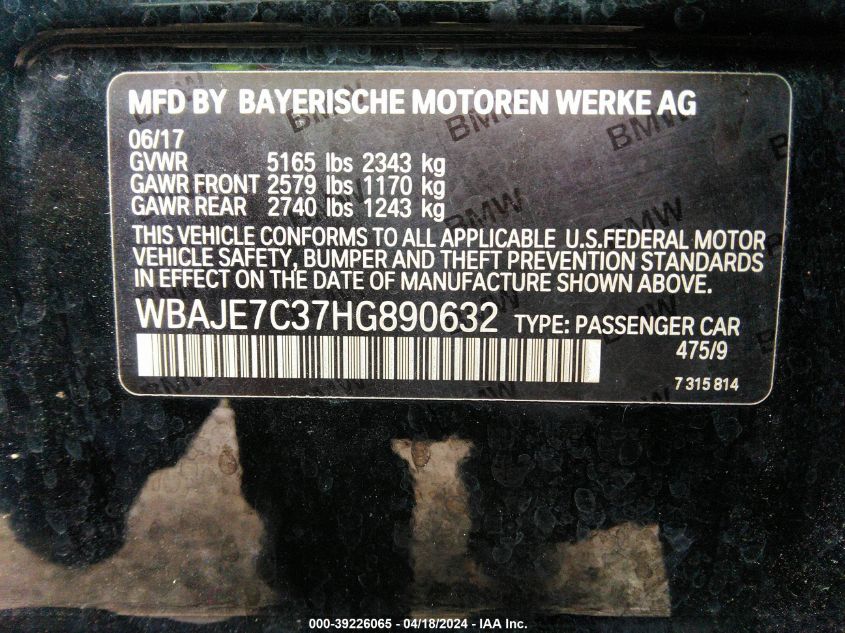 MFD BY BAYERISCHE MOTOREN WERKE AG
06/17
GVWR 5165 lbs 2343 kg
GAWR FRONT 2579 lbs 1170 kg
GAWR REAR 2740 lbs 1243 kg
THIS VEHICLE CONFORMS TO ALL APPLICABLE U.S.FEDERAL MOTOR
VEHICLE SAFETY, BUMPER AND THEFT PREVENTION STANDARDS
IN EFFECT ON THE DATE OF MANUFACTURE SHOWN ABOVE.
WBAJE7C37HG890632 TYPE: PASSENGER CAR
475/9
7 315 814
000-39226065 - 04/18/2024 - IAA Inc.